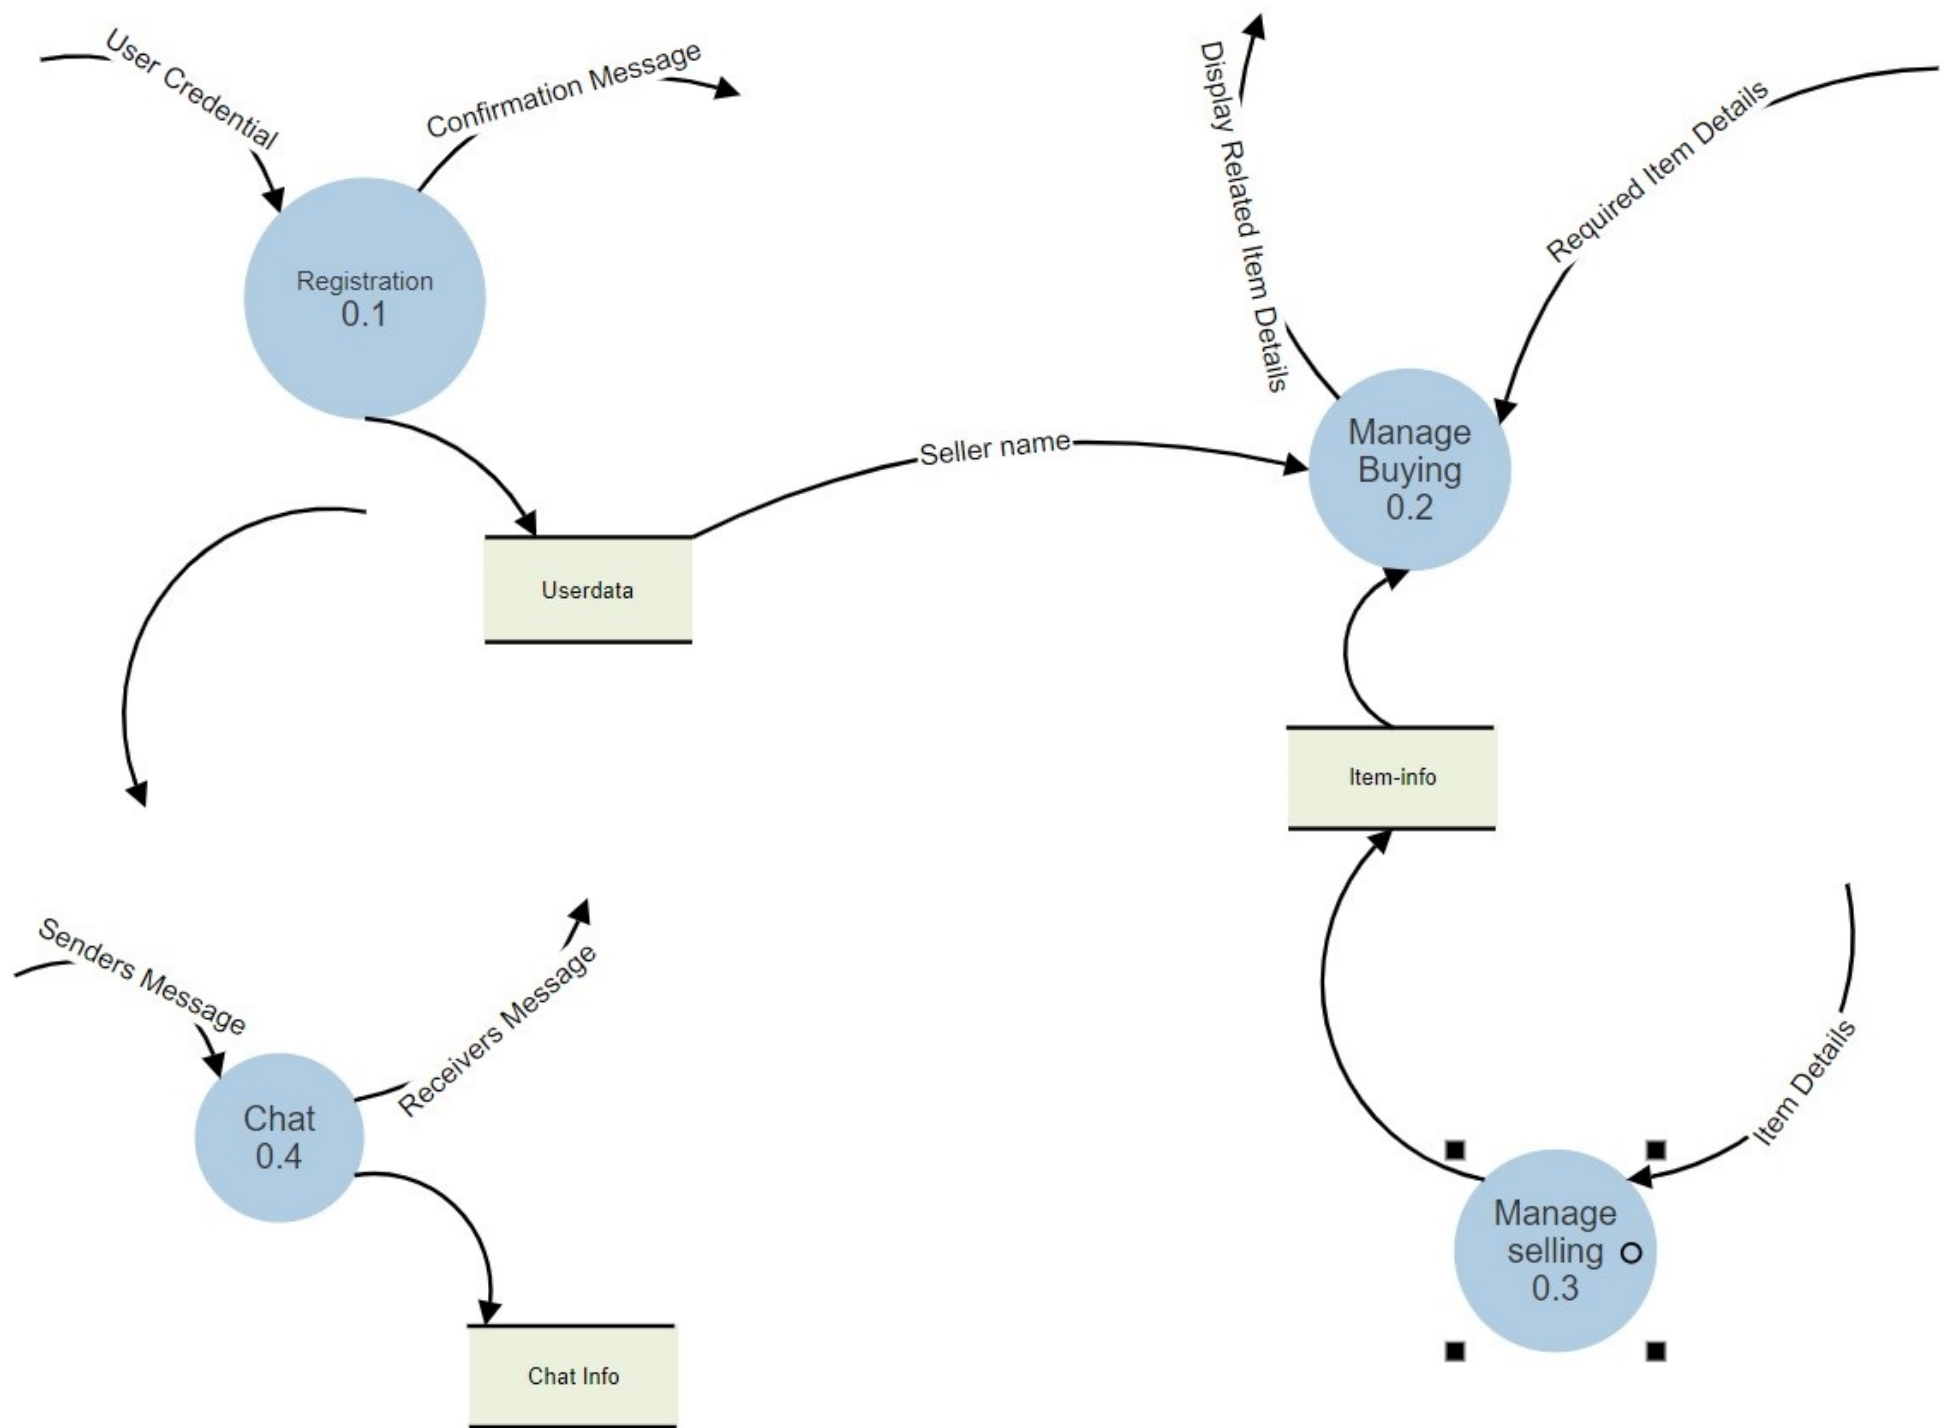 User Credential
Confirmation Message
Display Related Item Details
Required Item Details
Registration
0.1
Seller name
Manage
Buying
0.2
Userdata
Item-info
Senders Message
Receivers Message
Item Details
Chat
0.4
Manage
selling
0.3
Chat Info